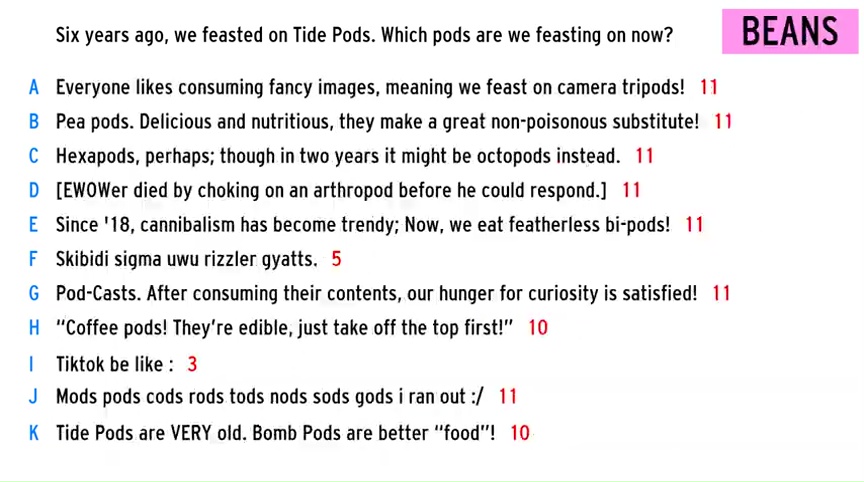 Six years ago, we feasted on Tide Pods. Which pods are we feasting on now?
BEANS
A Everyone likes consuming fancy images, meaning we feast on camera tripods! 11
B Pea pods. Delicious and nutritious, they make a great non-poisonous substitute! 11
C Hexapods, perhaps; though in two years it might be octopods instead. 11
D [EWOWer died by choking on an arthropod before he could respond.] 11
E Since '18, cannibalism has become trendy; Now, we eat featherless bi-pods! 11
F Skibidi sigma uwu rizzler gyatts. 5
G Pod-Casts. After consuming their contents, our hunger for curiosity is satisfied! 11
H “Coffee pods! They’re edible, just take off the top first!” 10
I Tiktok be like : 3
J Mods pods cods rods tods nods sods gods i ran out :/ 11
K Tide Pods are VERY old. Bomb Pods are better “food”! 10